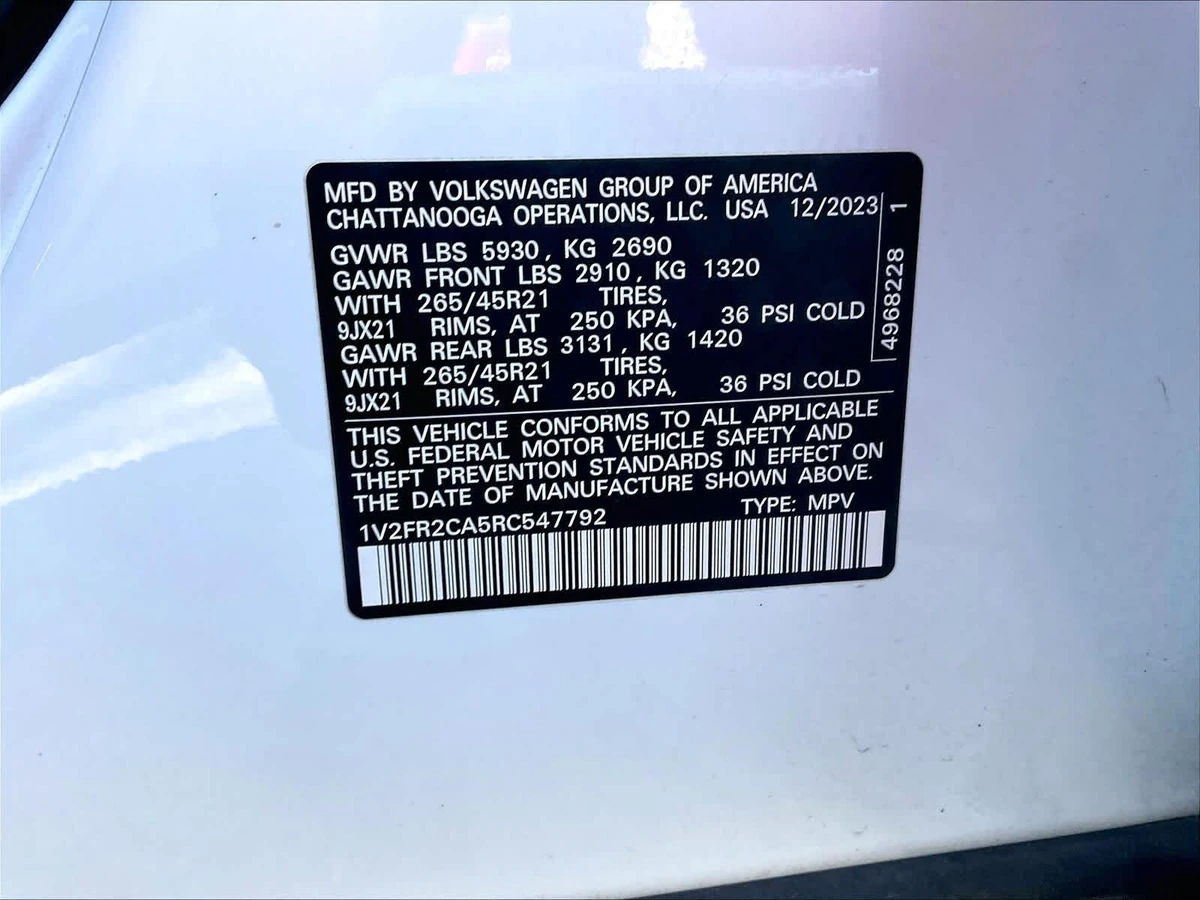 MFD BY VOLKSWAGEN GROUP OF AMERICA
CHATTANOOGA OPERATIONS, LLC. USA 12/2023
GVWR LBS 5930, KG 2690
GAWR FRONT LBS 2910, KG 1320
WITH 265/45R21 TIRES,
9JX21 RIMS, AT 250 KPA, 36 PSI COLD
GAWR REAR LBS 3131, KG 1420
WITH 265/45R21 TIRES,
9JX21 RIMS, AT 250 KPA, 36 PSI COLD
4968228 1
THIS VEHICLE CONFORMS TO ALL APPLICABLE
U.S. FEDERAL MOTOR VEHICLE SAFETY AND
THEFT PREVENTION STANDARDS IN EFFECT ON
THE DATE OF MANUFACTURE SHOWN ABOVE.
1V2FR2CA5RC547792 TYPE: MPV